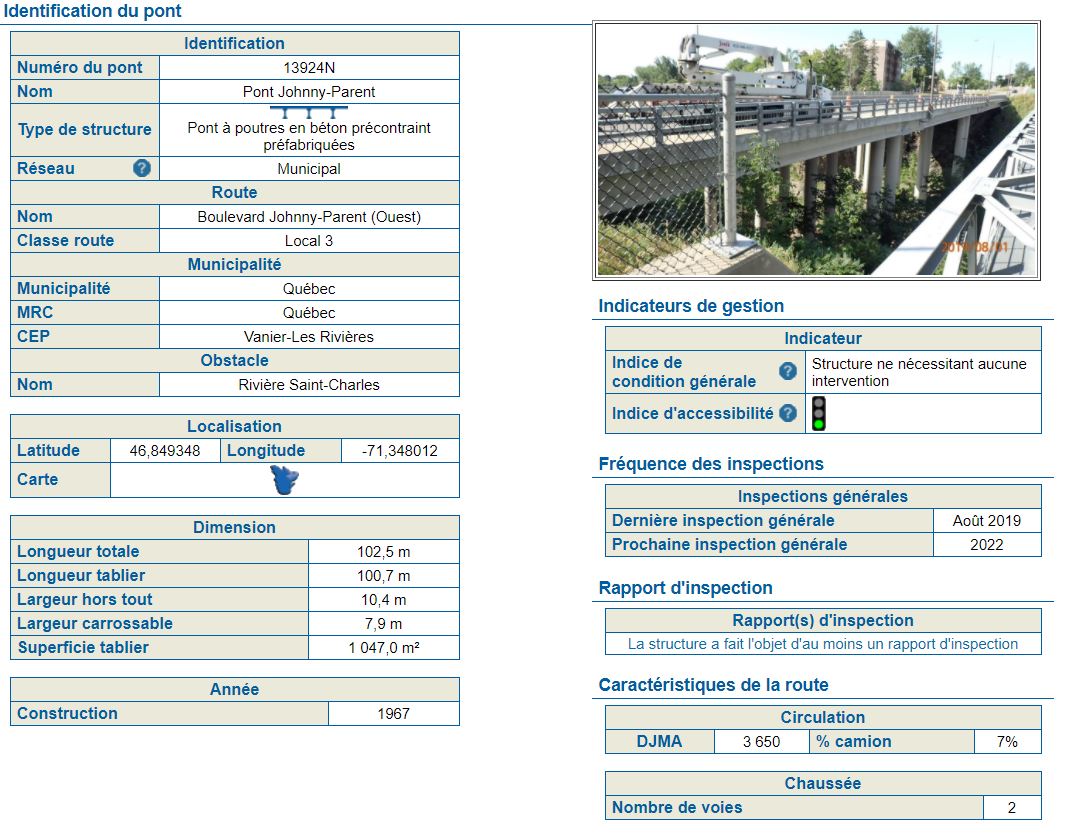 Identification du pont
Identification
Numéro du pont 13924N
Nom Pont Johnny-Parent
Type de structure Pont à poutres en béton précontraint
préfabriquées
Réseau ? Municipal
Route
Nom Boulevard Johnny-Parent (Ouest)
Classe route Local 3
Municipalité
Municipalité Québec
MRC Québec
CEP Vanier-Les Rivières
Obstacle
Nom Rivière Saint-Charles
Localisation
Latitude 46,849348 Longitude -71,348012
Carte
Dimension
Longueur totale 102,5 m
Longueur tablier 100,7 m
Largeur hors tout 10,4 m
Largeur carrossable 7,9 m
Superficie tablier 1 047,0 m²
Année
Construction 1967
Indicateurs de gestion
Indicateur
Indice de
condition générale ? Structure ne nécessitant aucune
intervention
Indice d'accessibilité ?
Fréquence des inspections
Inspections générales
Dernière inspection générale Août 2019
Prochaine inspection générale 2022
Rapport d'inspection
Rapport(s) d'inspection
La structure a fait l'objet d'au moins un rapport d'inspection
Caractéristiques de la route
Circulation
DJMA 3 650 % camion 7%
Chaussée
Nombre de voies 2